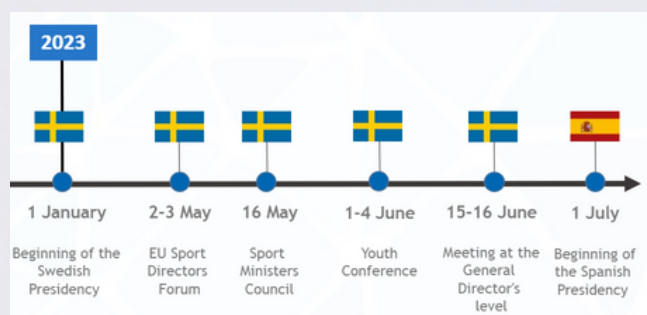 2023
1 January
2-3 May
16 May
1-4 June
15-16 June
1 July
Beginning of the
Swedish
Presidency
EU Sport
Directors
Forum
Sport
Ministers
Council
Youth
Conference
Meeting at the
General
Director's
level
Beginning of
the Spanish
Presidency